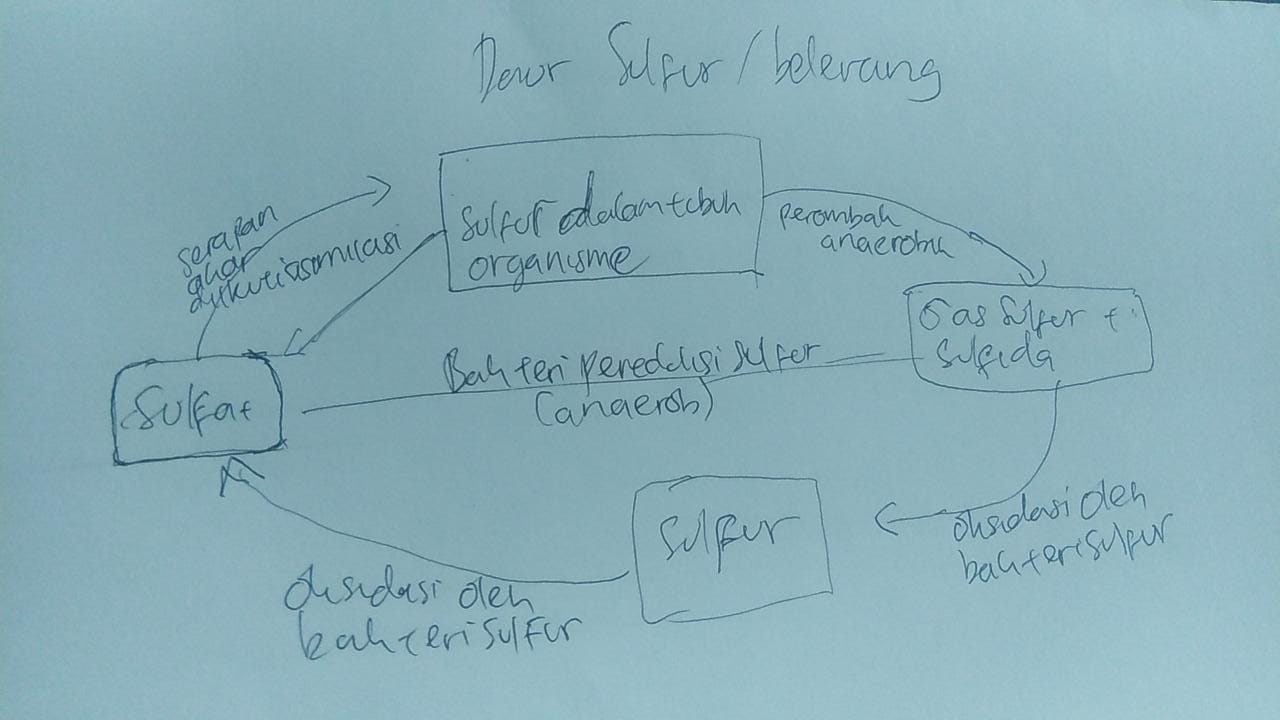 Daur Sulfur / belerang
Sulfur dalam tubuh
organisme
serapan
akar
diikuti asimilasi
perombak
anaerobik
Gas Sulfur +
Sulfida
Bakteri pereduksi sulfur
(anaerob)
Sulfat
Sulfur
oksidasi oleh
bakteri Sulfur
oksidasi oleh
bakteri Sulfur